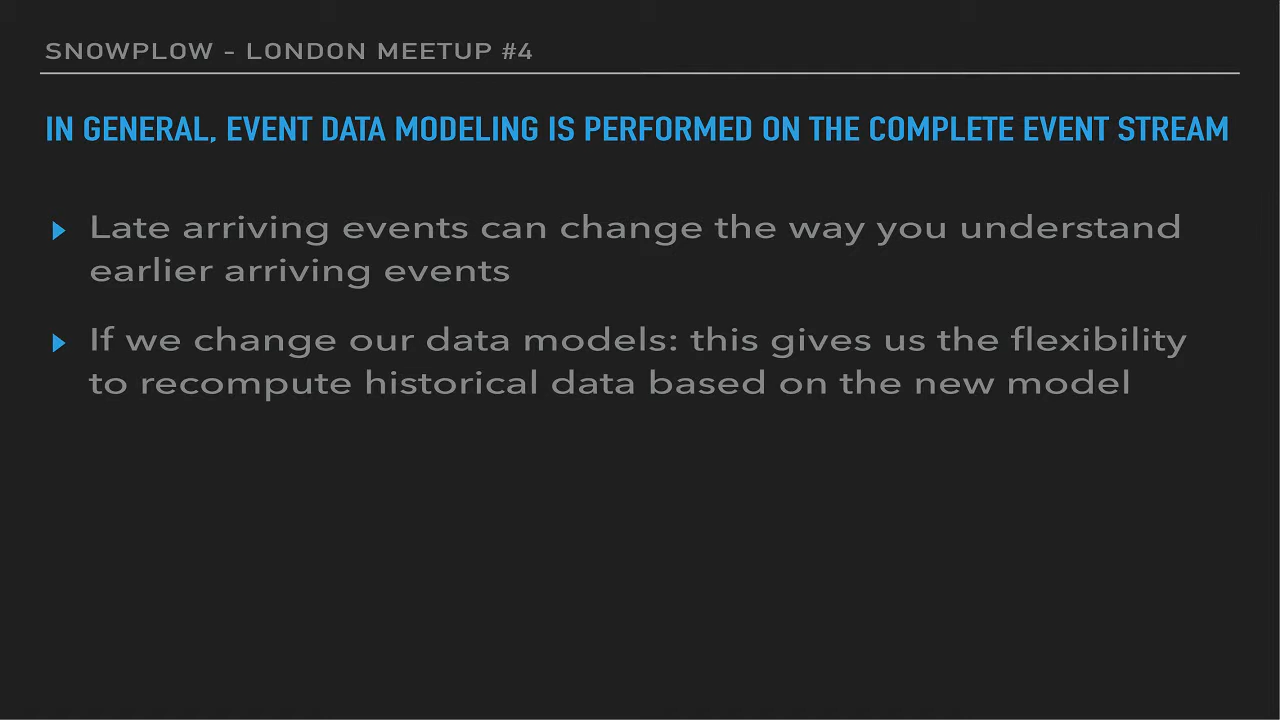 SNOWPLOW - LONDON MEETUP #4
IN GENERAL, EVENT DATA MODELING IS PERFORMED ON THE COMPLETE EVENT STREAM
Late arriving events can change the way you understand
earlier arriving events
If we change our data models: this gives us the flexibility
to recompute historical data based on the new model